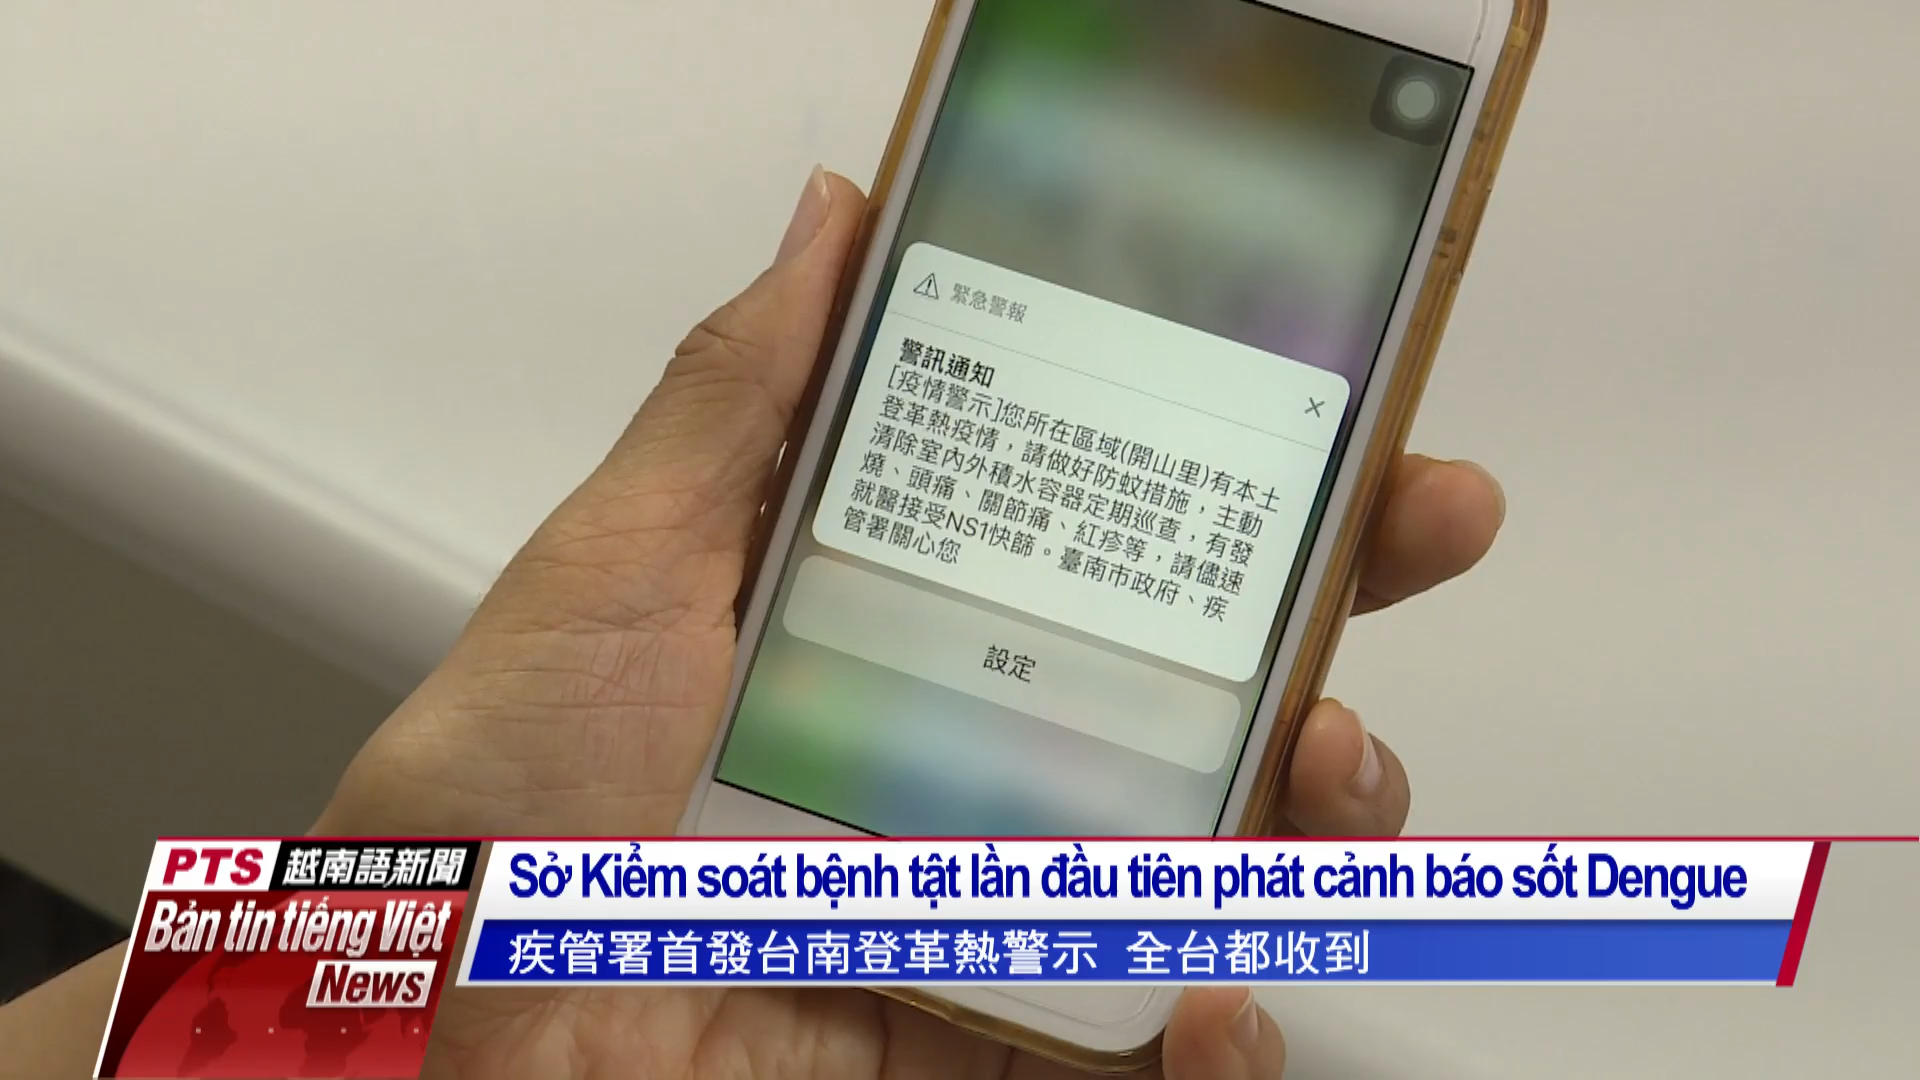 緊急警報
警訊通知
[疫情警示]您所在區域(開山里)有本土
登革熱疫情，請做好防蚊措施，主動
清除室內外積水容器定期巡查，有發
燒、頭痛、關節痛、紅疹等，請儘速
就醫接受NS1快篩。臺南市政府、疾
管署關心您
設定
PTS 越南語新聞
Bản tin tiếng Việt
News
Sở Kiểm soát bệnh tật lần đầu tiên phát cảnh báo sốt Dengue
疾管署首發台南登革熱警示 全台都收到